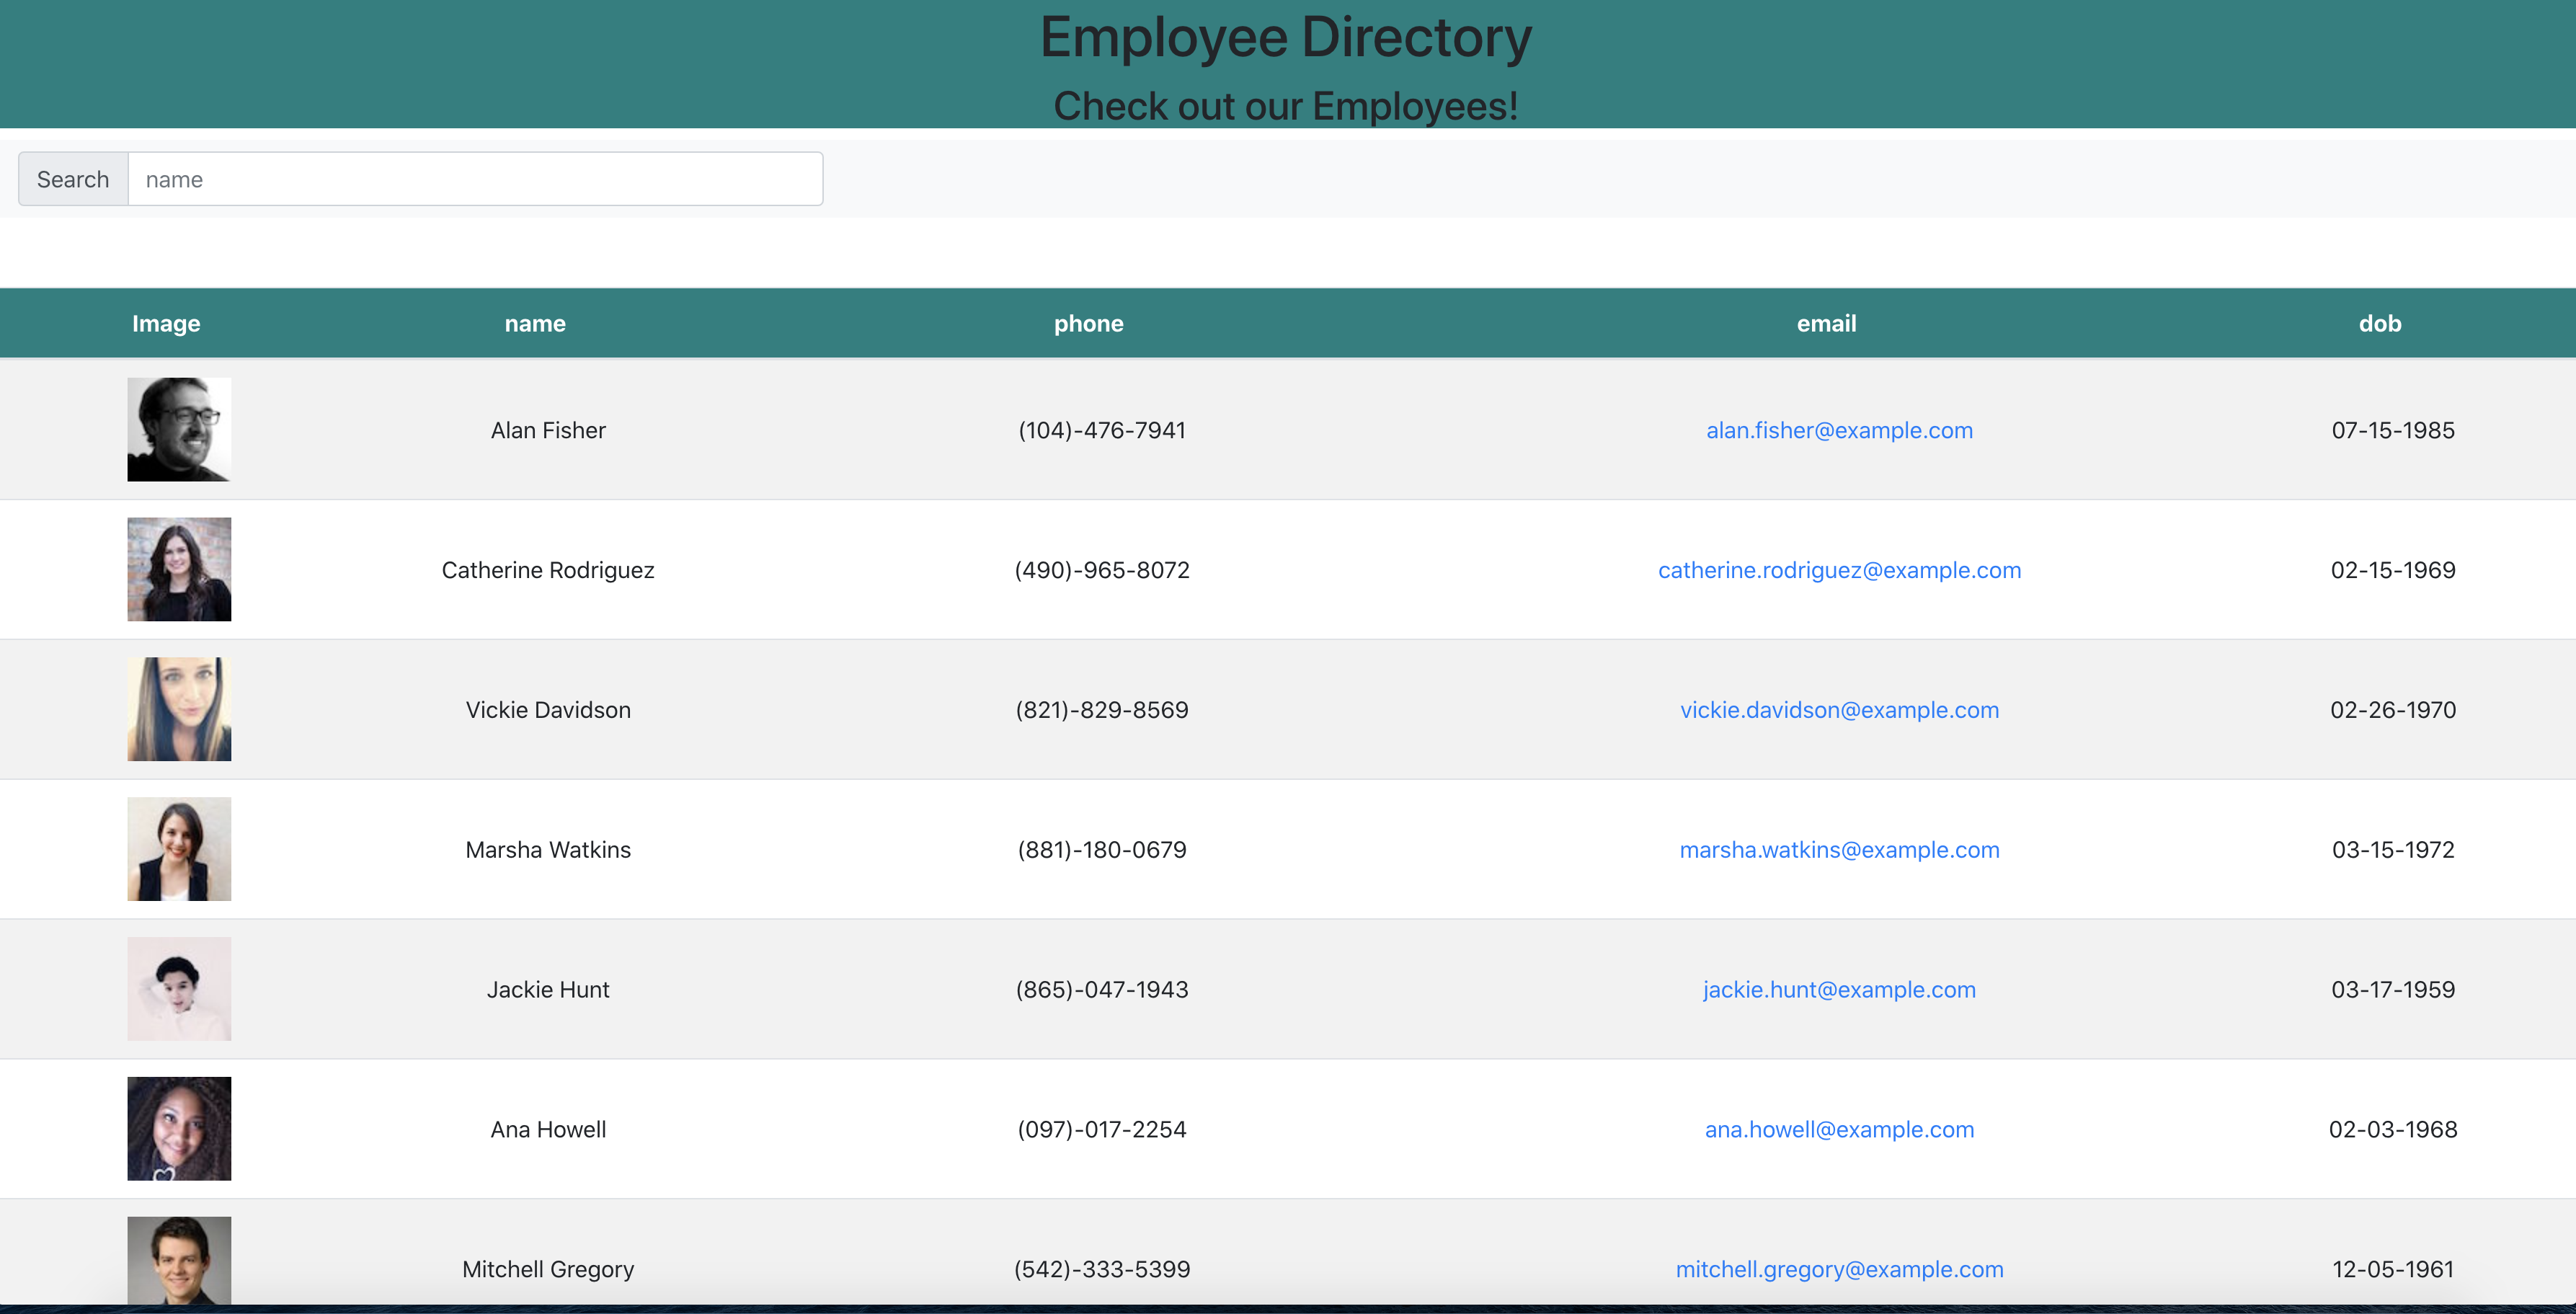 Employee Directory
Check out our Employees!
Search name
Image name phone email dob
Alan Fisher (104)-476-7941 alan.fisher@example.com 07-15-1985
Catherine Rodriguez (490)-965-8072 catherine.rodriguez@example.com 02-15-1969
Vickie Davidson (821)-829-8569 vickie.davidson@example.com 02-26-1970
Marsha Watkins (881)-180-0679 marsha.watkins@example.com 03-15-1972
Jackie Hunt (865)-047-1943 jackie.hunt@example.com 03-17-1959
Ana Howell (097)-017-2254 ana.howell@example.com 02-03-1968
Mitchell Gregory (542)-333-5399 mitchell.gregory@example.com 12-05-1961